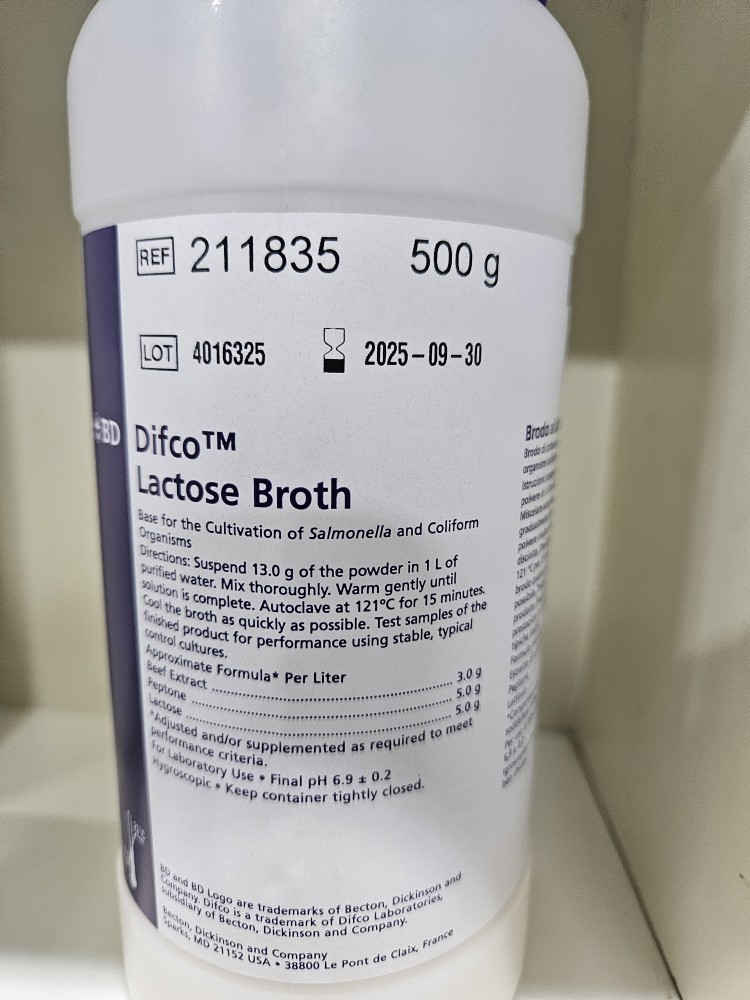 REF 211835 500 g
LOT 4016325 2025-09-30
BD
Difco™
Lactose Broth
Base for the Cultivation of Salmonella and Coliform
Organisms
Directions: Suspend 13.0 g of the powder in 1 L of
purified water. Mix thoroughly. Warm gently until
solution is complete. Autoclave at 121°C for 15 minutes.
Cool the broth as quickly as possible. Test samples of the
finished product for performance using stable, typical
control cultures.
Approximate Formula* Per Liter
Beef Extract ........................................ 3.0 g
Peptone ............................................. 5.0 g
Lactose ............................................. 5.0 g
*Adjusted and/or supplemented as required to meet
performance criteria.
For Laboratory Use • Final pH 6.9 ± 0.2
Hygroscopic • Keep container tightly closed.
BD and BD Logo are trademarks of Becton, Dickinson and
Company. Difco is a trademark of Difco Laboratories,
subsidiary of Becton, Dickinson and Company.
Becton, Dickinson and Company
Sparks, MD 21152 USA • 38800 Le Pont de Claix, France
Brodo